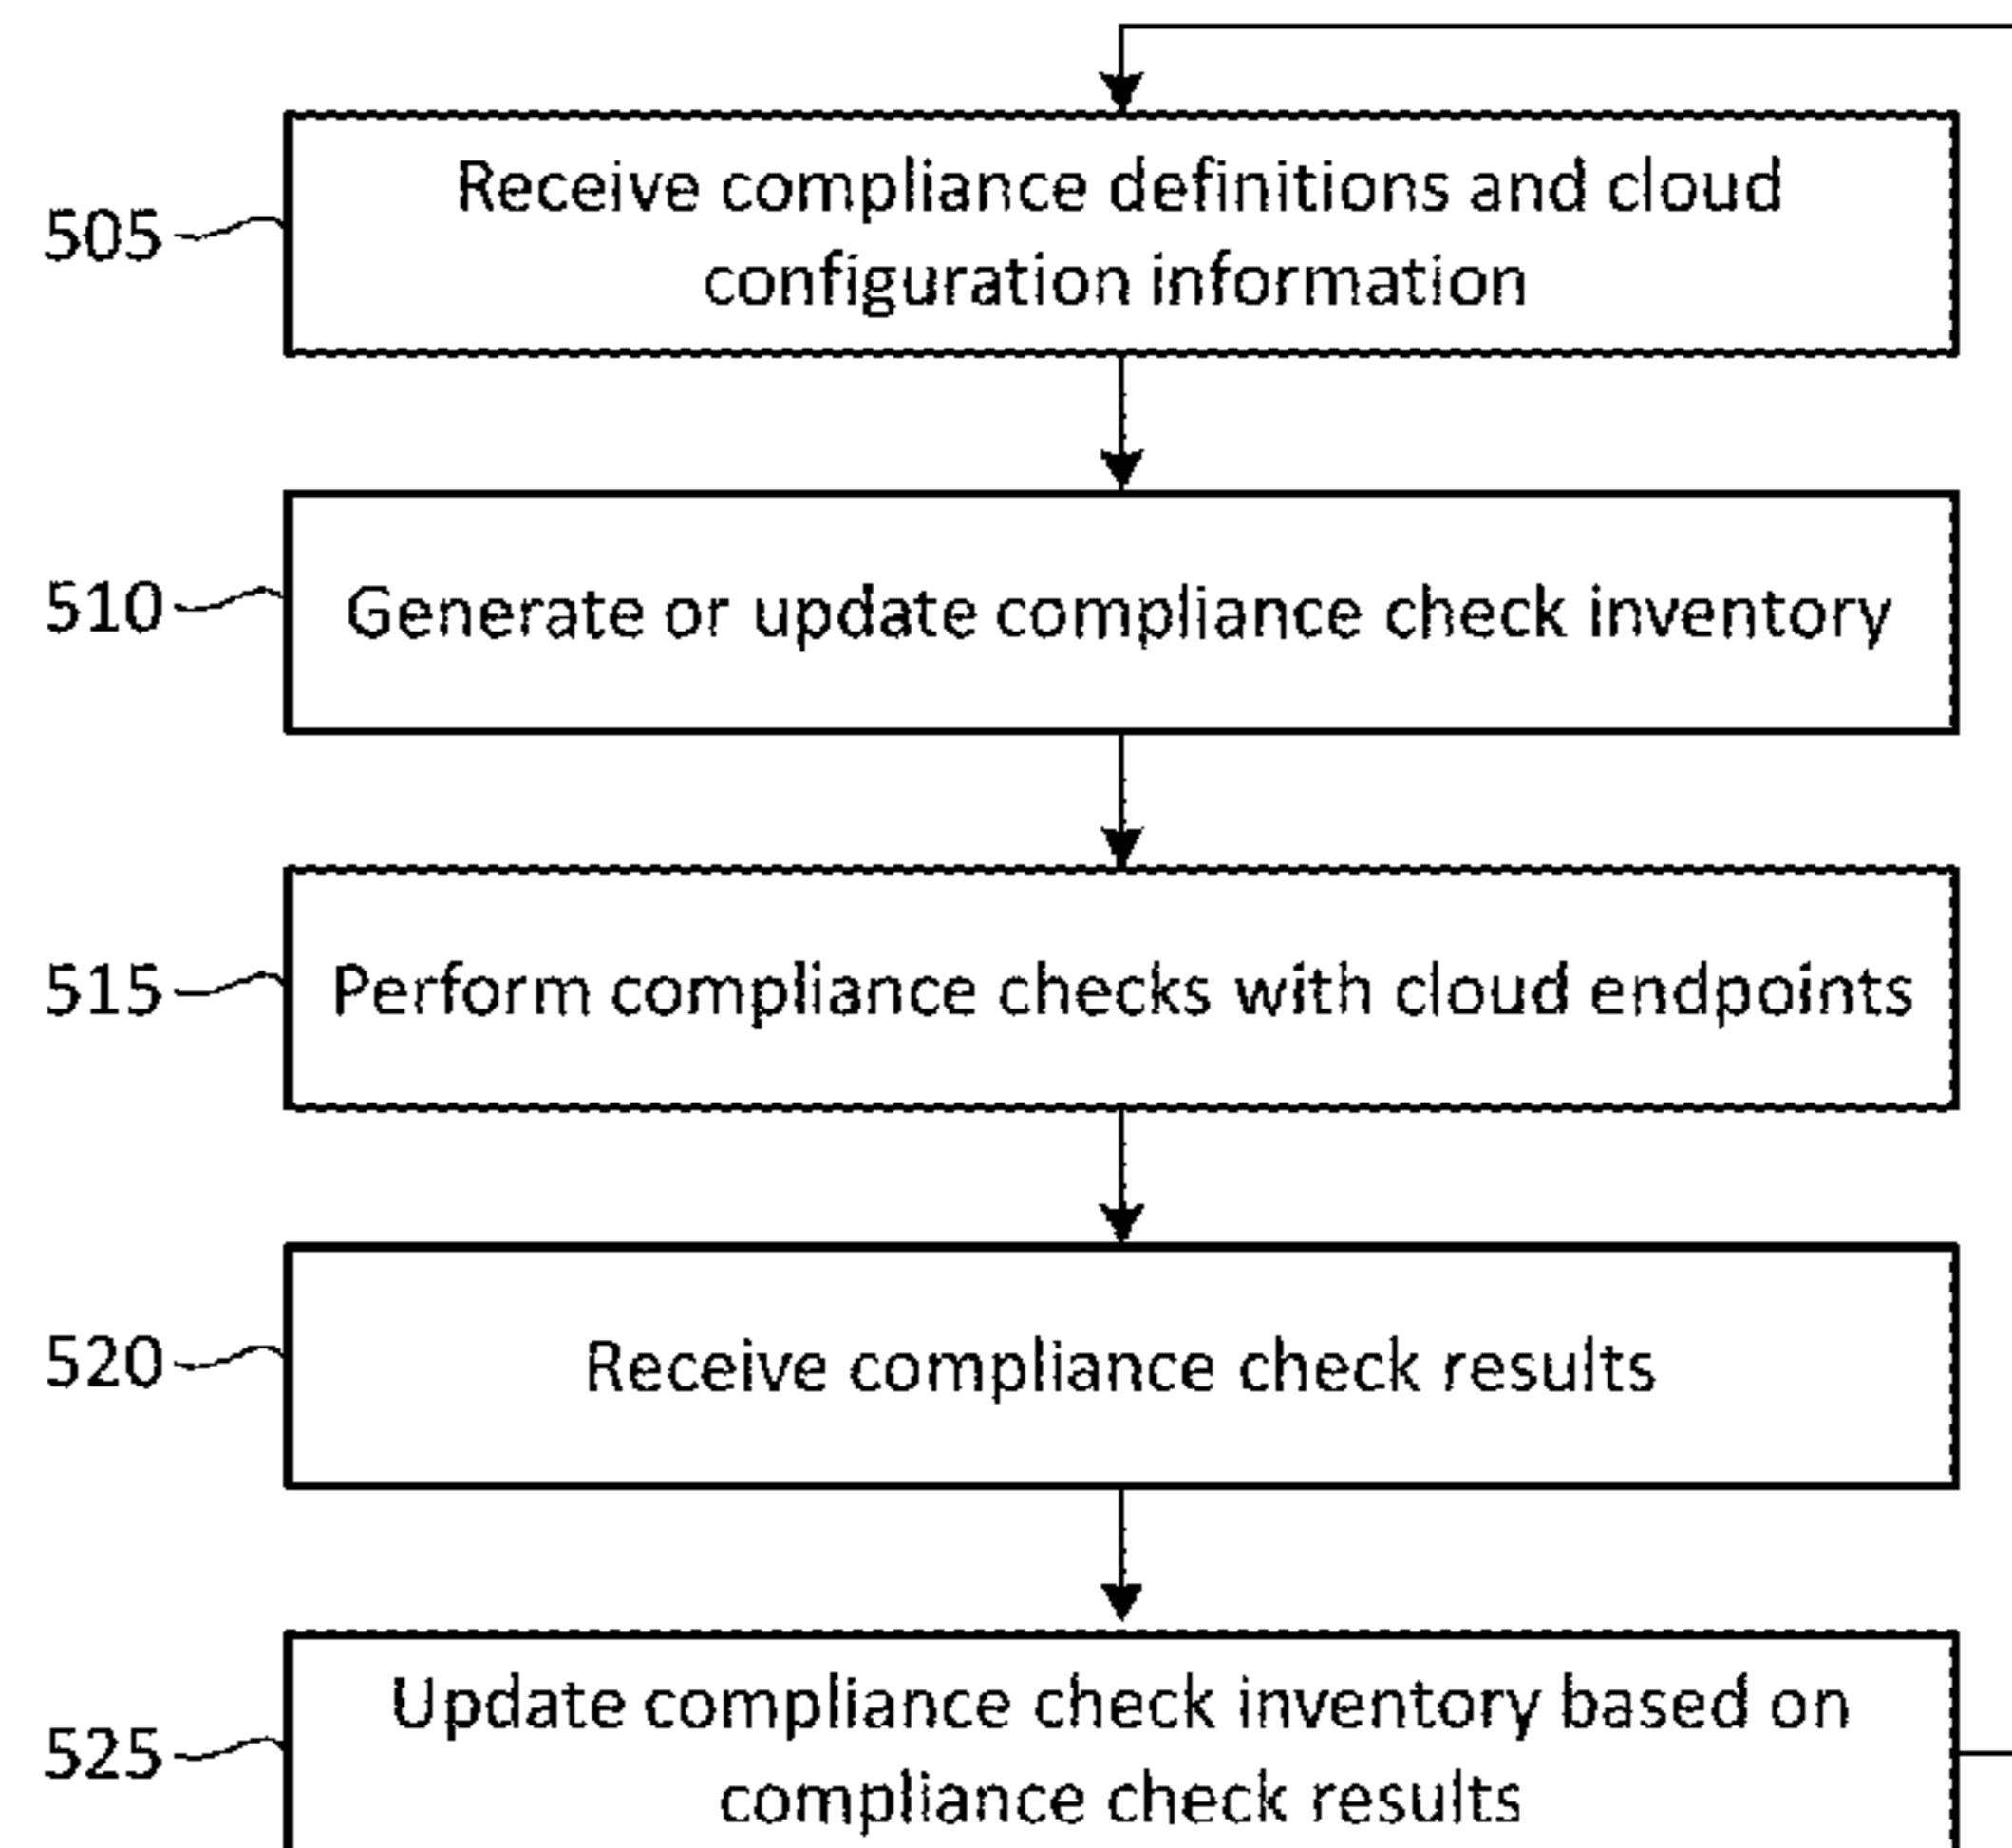 Receive compliance definitions and cloud
configuration information
505
510
Generate or update compliance check inventory
515
Perform compliance checks with cloud endpoints
520
Receive compliance check results
Update compliance check inventory based on
525
compliance check results